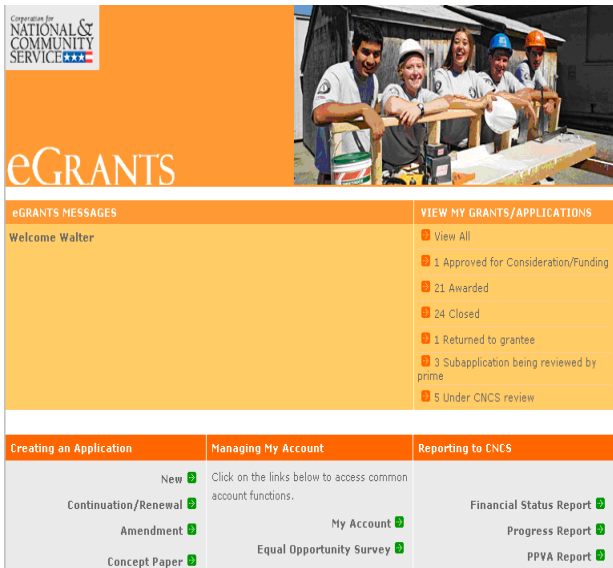 Corporation for
NATIONAL &
COMMUNITY
SERVICE
eGRANTS
eGRANTS MESSAGES
Welcome Walter
VIEW MY GRANTS/APPLICATIONS
View All
1 Approved for Consideration/Funding
21 Awarded
24 Closed
1 Returned to grantee
3 Subapplication being reviewed by
prime
5 Under CNCS review
Creating an Application
New
Continuation/Renewal
Amendment
Concept Paper
Managing My Account
Click on the links below to access common
account functions.
My Account
Equal Opportunity Survey
Reporting to CNCS
Financial Status Report
Progress Report
PPVA Report